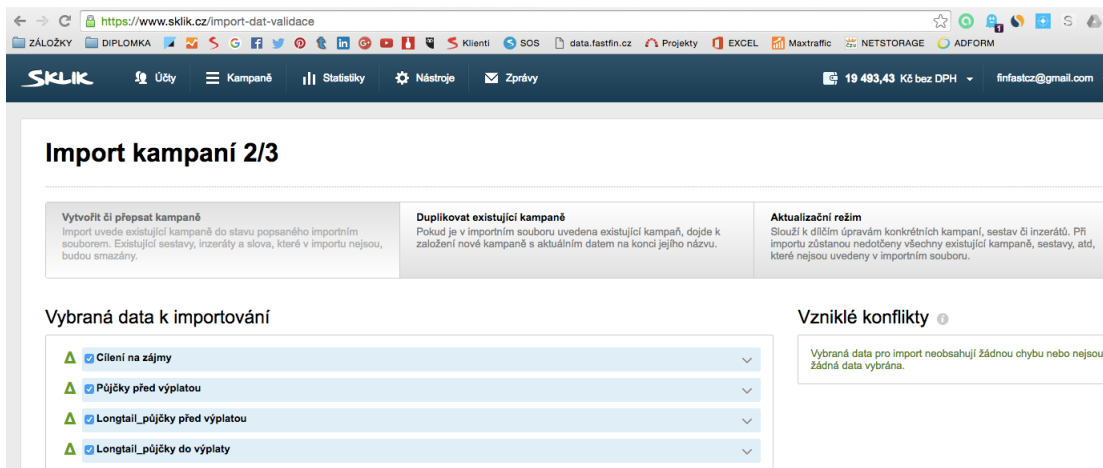 https://www.sklik.cz/import-dat-validace
ZÁLOŽKY DIPLOMKA Klienti SOS data.fastfin.cz Projekty EXCEL Maxtraffic NETSTORAGE ADFORM
SKLIK Účty Kampaně Statistiky Nástroje Zprávy 19 493,43 Kč bez DPH finfastcz@gmail.com
Import kampaní 2/3
Vytvořit či přepsat kampaně
Import uvede existující kampaně do stavu popsaného importním
souborem. Existující sestavy, inzeráty a slova, které v importu nejsou,
budou smazány.
Duplikovat existující kampaně
Pokud je v importním souboru uvedena existující kampaň, dojde k
založení nové kampaně s aktuálním datem na konci jejího názvu.
Aktualizační režim
Slouží k dílčím úpravám konkrétních kampaní, sestav či inzerátů. Při
importu zůstanou nedotčeny všechny existující kampaně, sestavy, atd,
které nejsou uvedeny v importním souboru.
Vybraná data k importování
Cílení na zájmy
Půjčky před výplatou
Longtail_půjčky před výplatou
Longtail_půjčky do výplaty
Vzniklé konflikty
Vybraná data pro import neobsahují žádnou chybu nebo nejsou
žádná data vybrána.